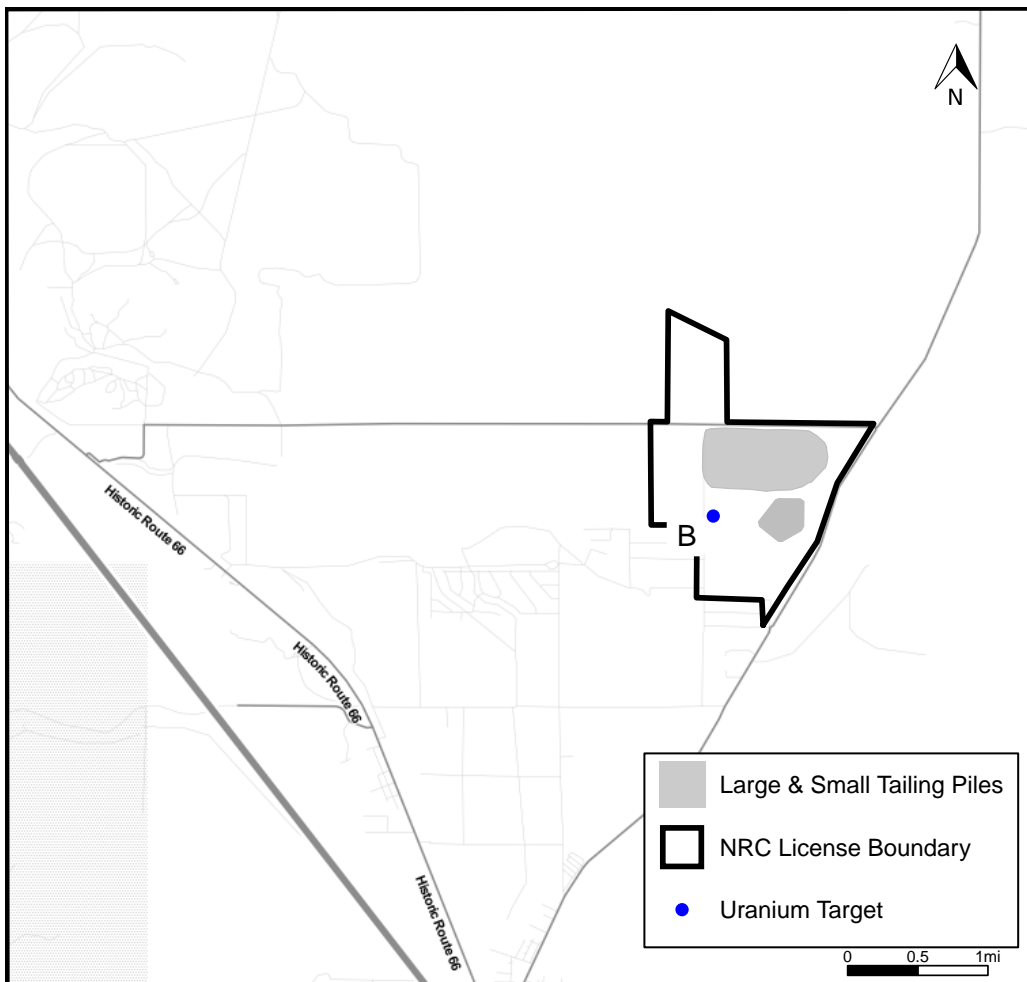 N
Historic Route 66
B
Historic Route 66
Historic Route 66
Large & Small Tailing Piles
NRC License Boundary
Uranium Target
0 0.5 1mi